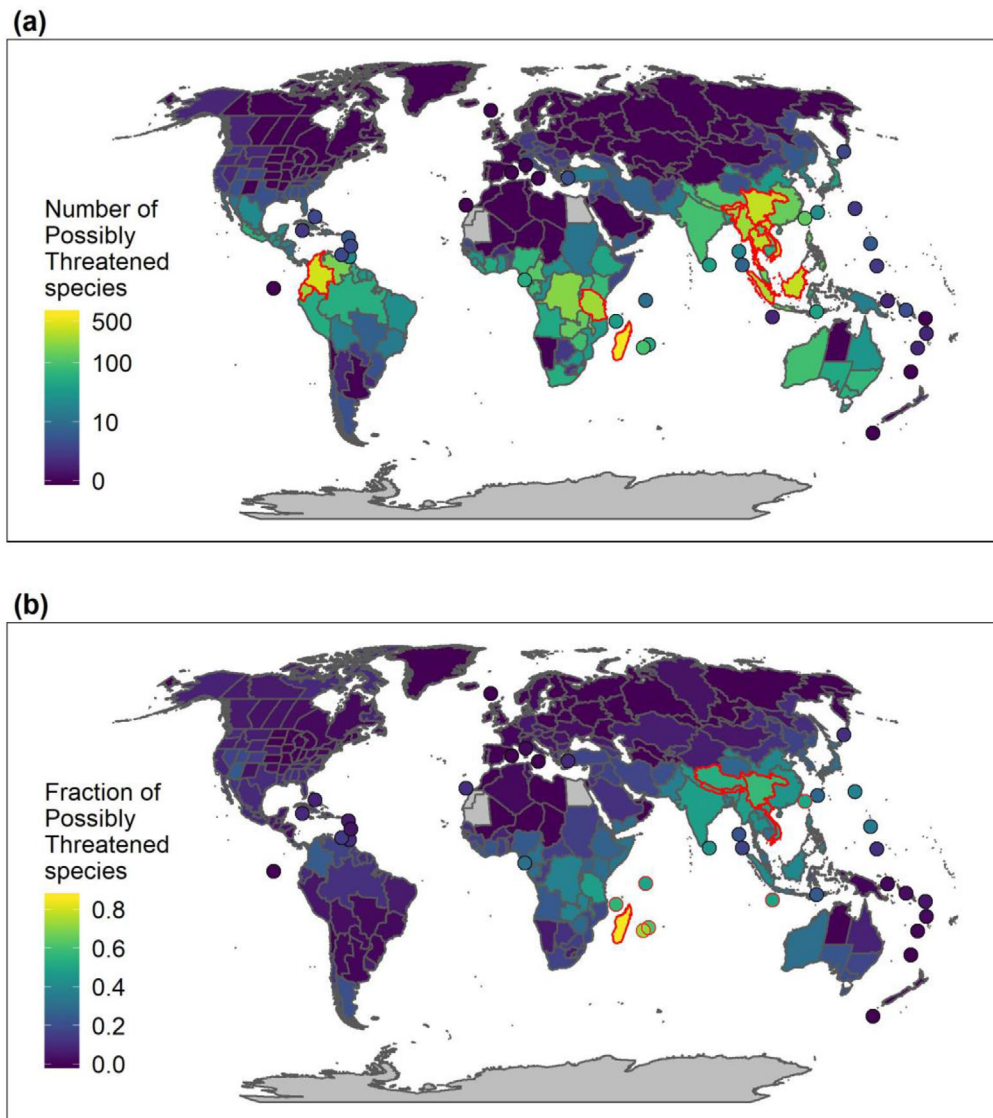 (a)
Number of
Possibly
Threatened
species
500
100
10
0
(b)
Fraction of
Possibly
Threatened
species
0.8
0.6
0.4
0.2
0.0